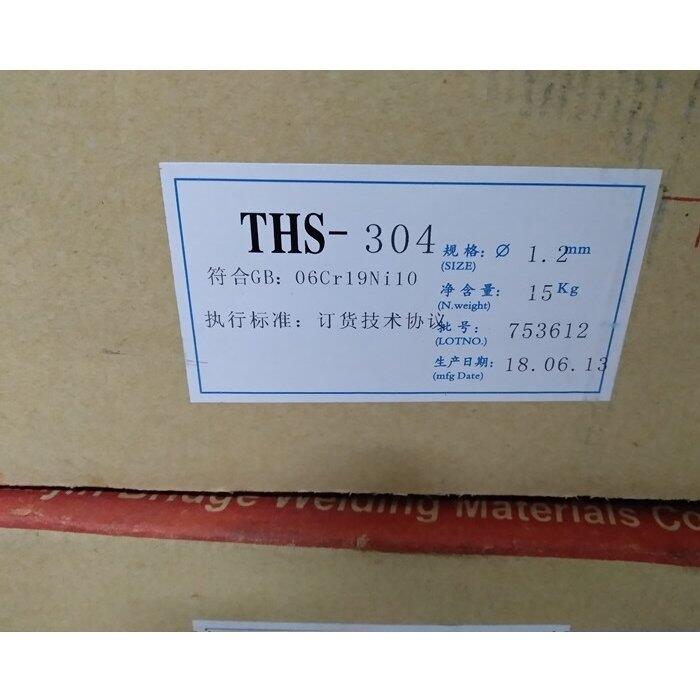 THS- 304
符合GB: 06Cr19Ni10
执行标准: 订货技术协议
规格: Ø 1.2mm
(SIZE)
净含量: 15Kg
(N.weight)
批号: 753612
(LOTNO.)
生产日期: 18.06.13
(mfg Date)
Bridge Welding Materials Co